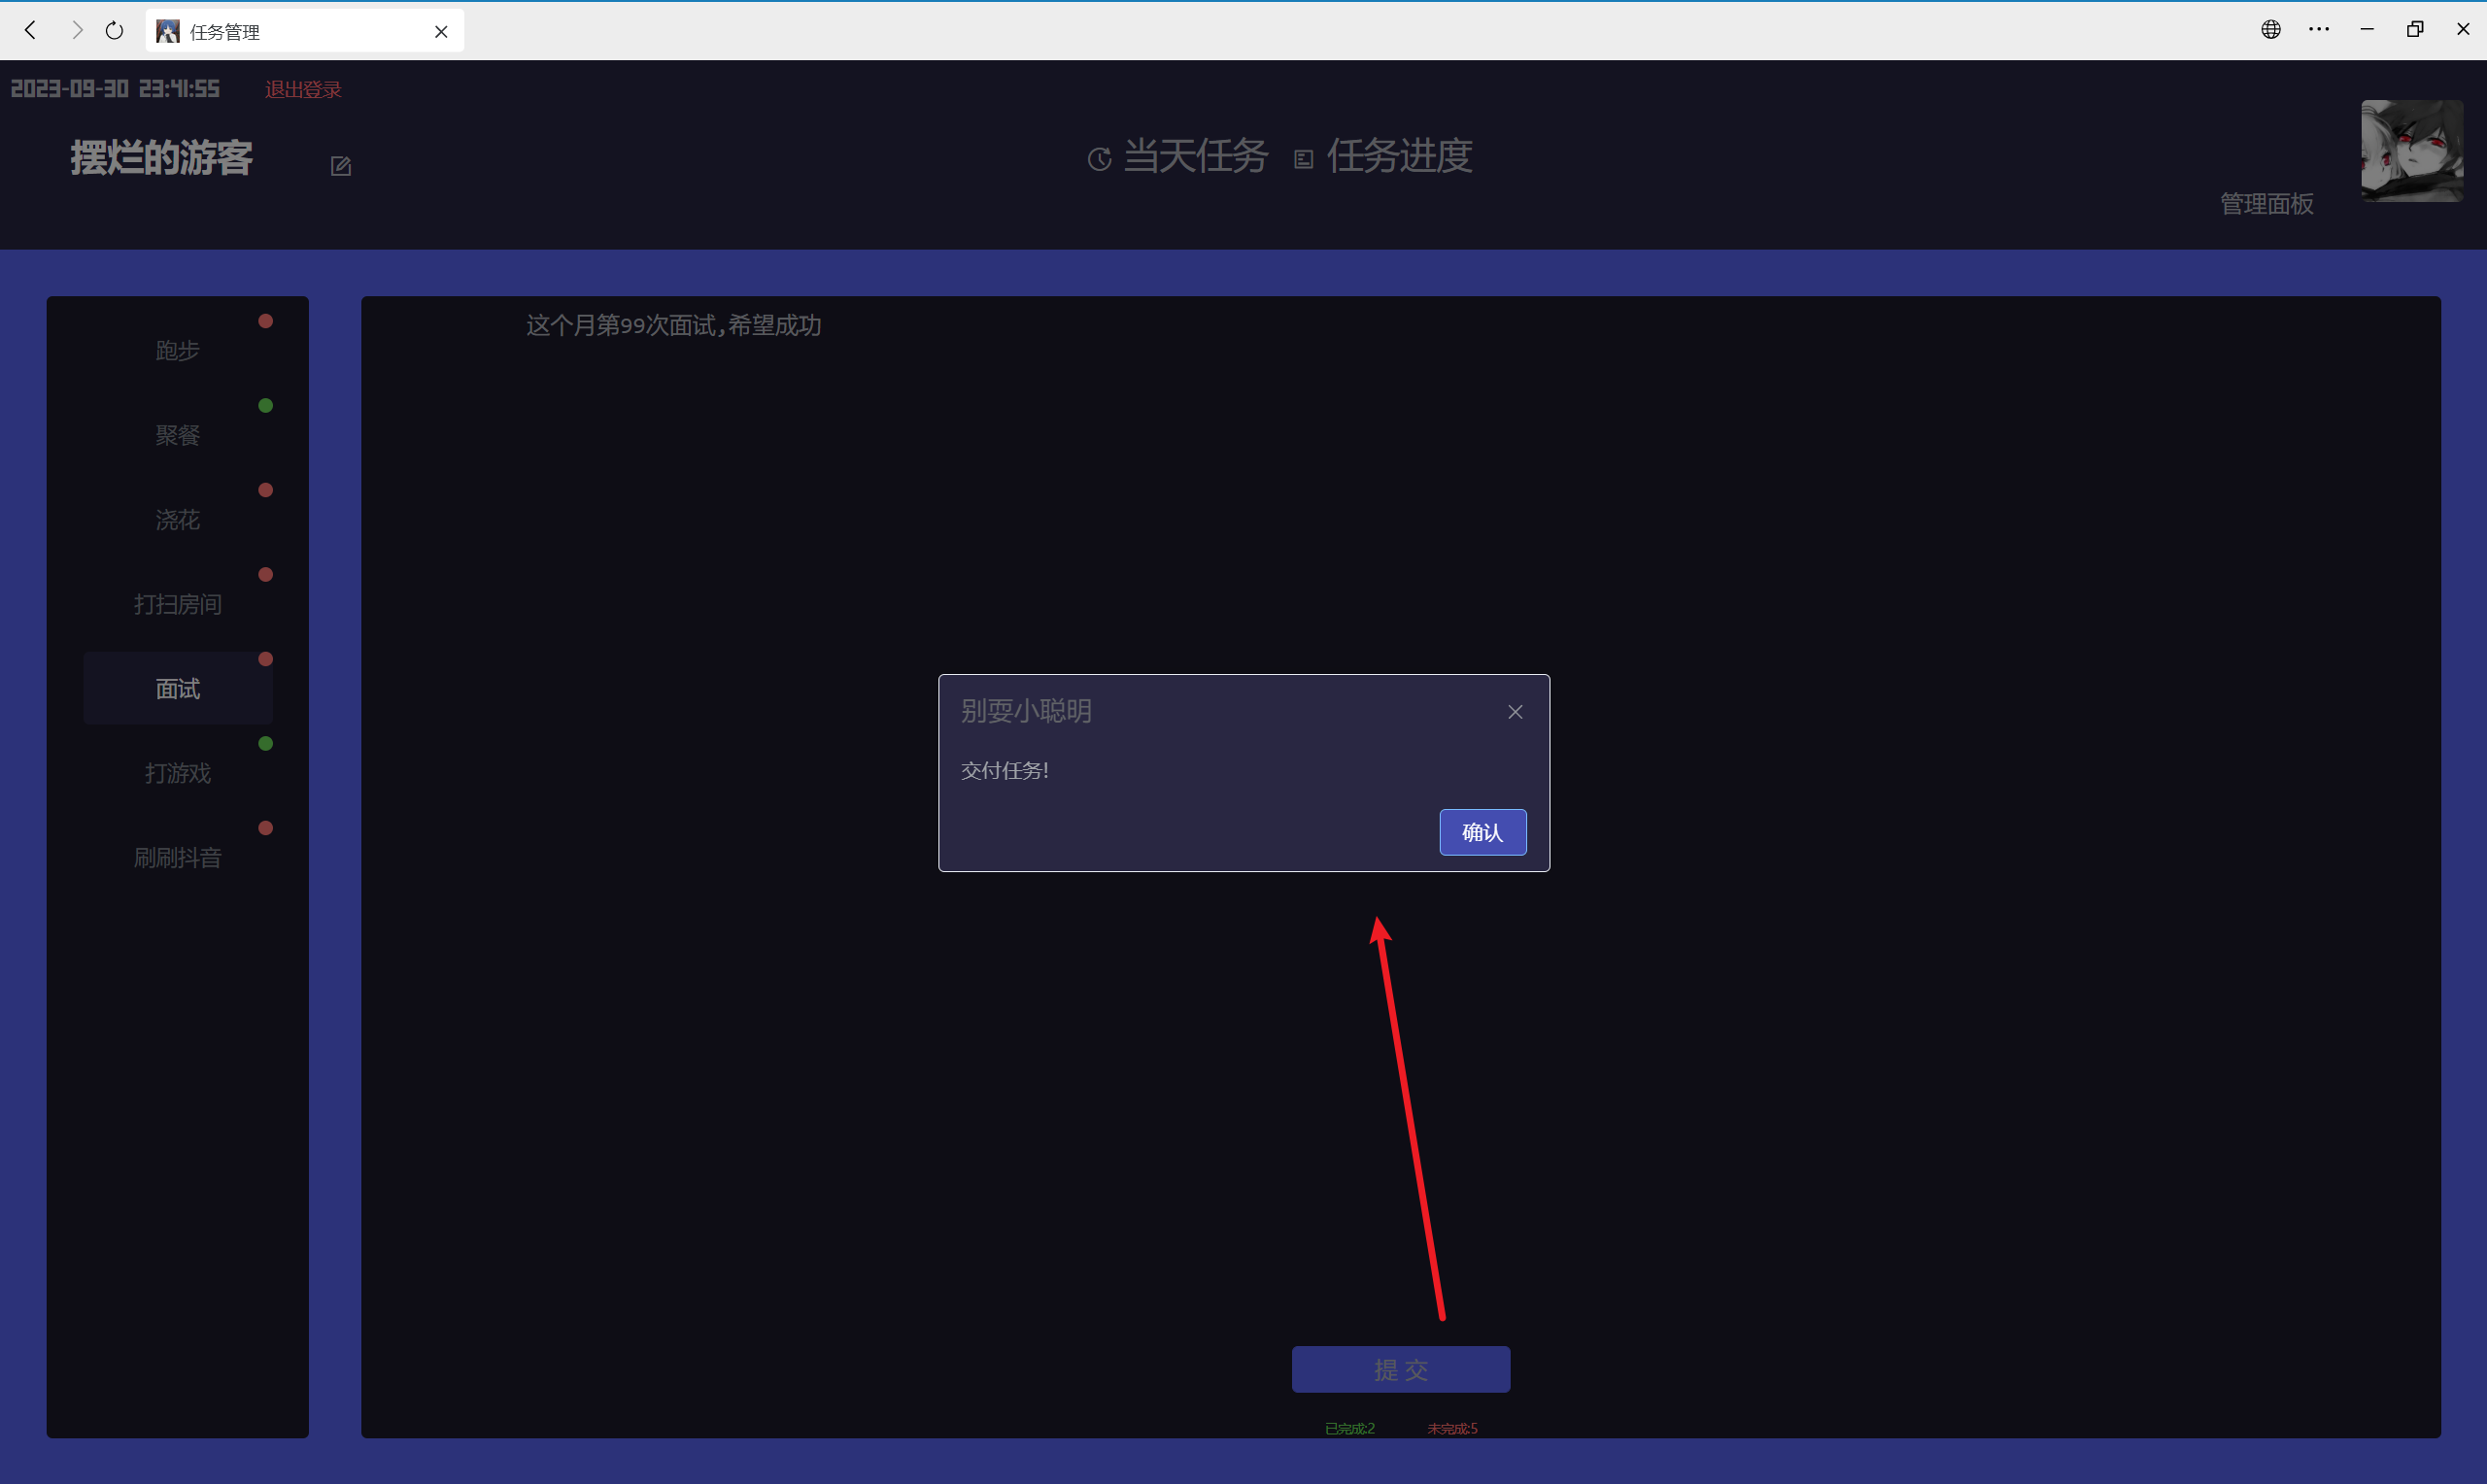 任务管理
2023-09-30 23:41:55
退出登录
摆烂的游客
当天任务
任务进度
管理面板
跑步
聚餐
浇花
打扫房间
面试
打游戏
刷刷抖音
这个月第99次面试,希望成功
别耍小聪明
交付任务!
确认
提 交
已完成:2
未完成:5